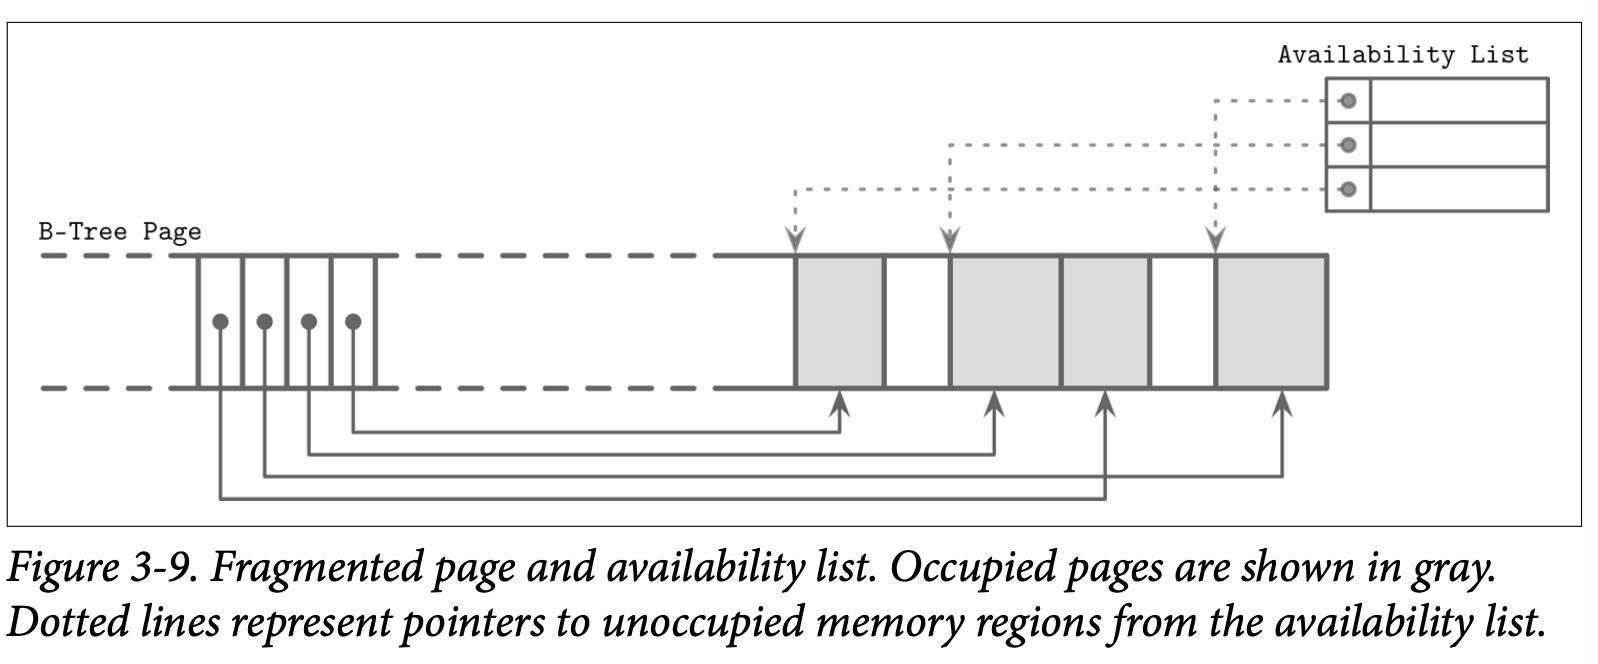 Availability List
B-Tree Page
Figure 3-9. Fragmented page and availability list. Occupied pages are shown in gray.
Dotted lines represent pointers to unoccupied memory regions from the availability list.